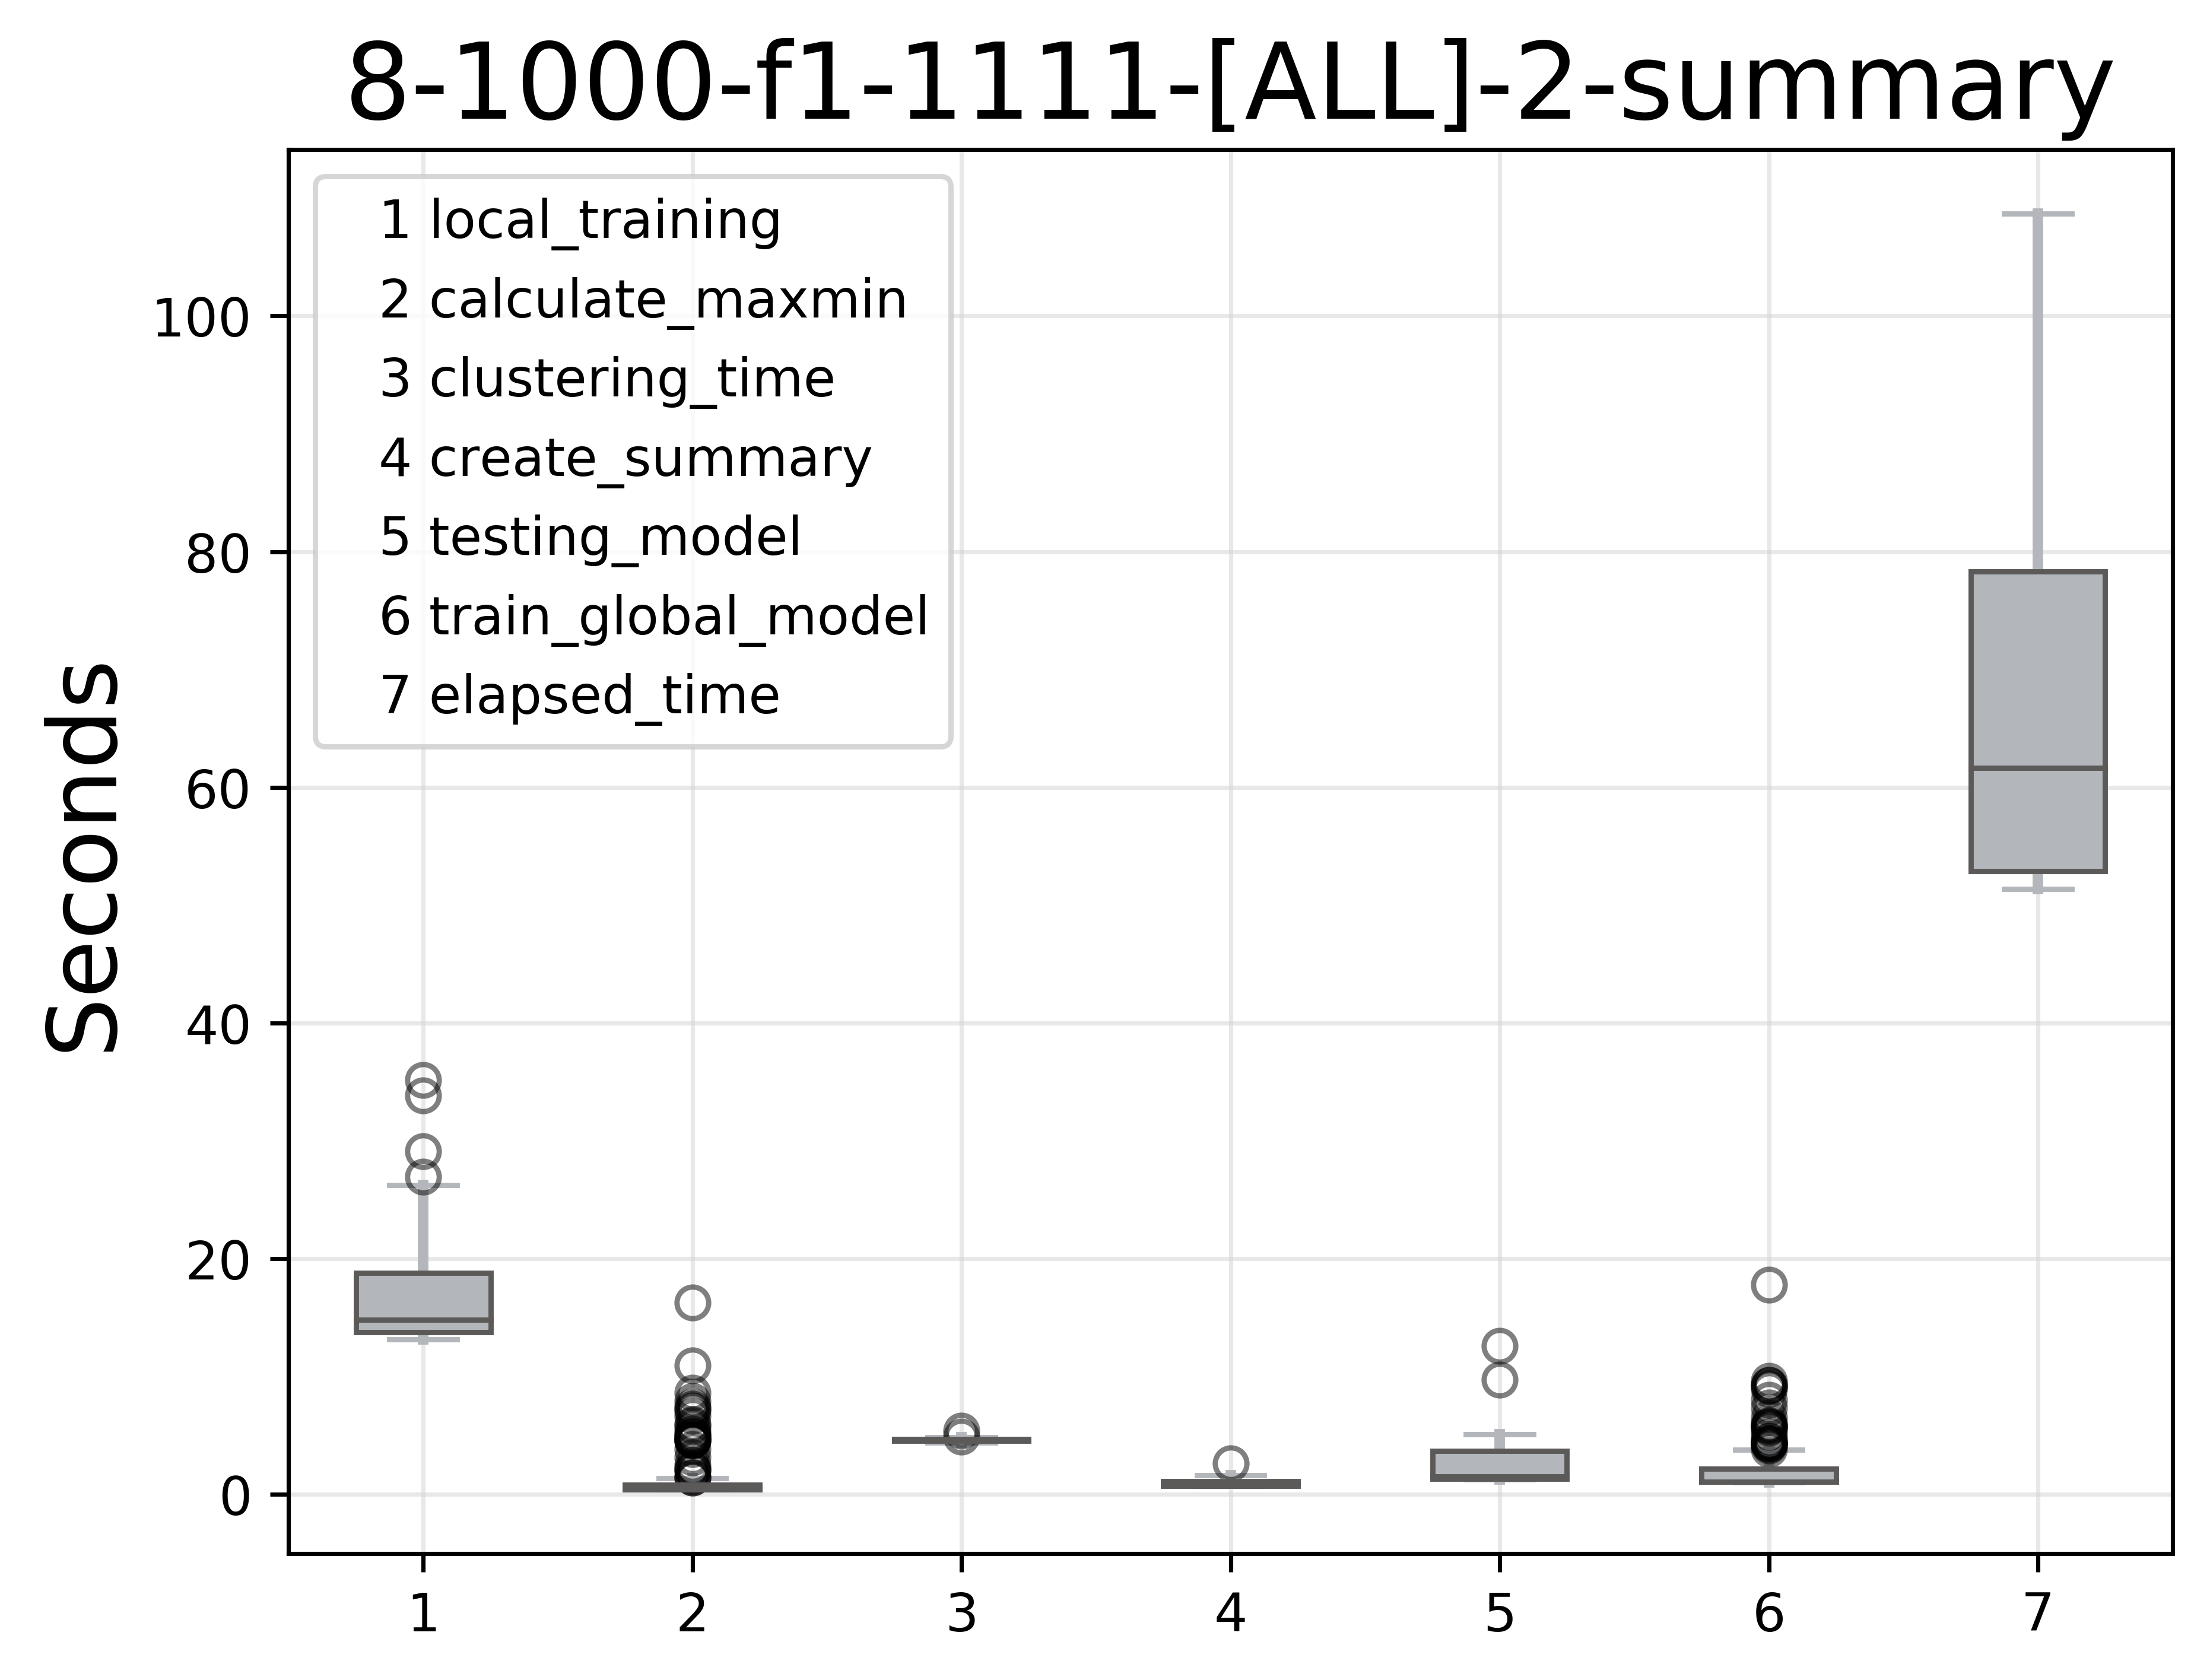 8-1000-f1-1111-[ALL]-2-summary
1 local_training
2 calculate_maxmin
3 clustering_time
4 create_summary
5 testing_model
6 train_global_model
7 elapsed_time
Seconds
100
80
60
40
20
0
1 2 3 4 5 6 7